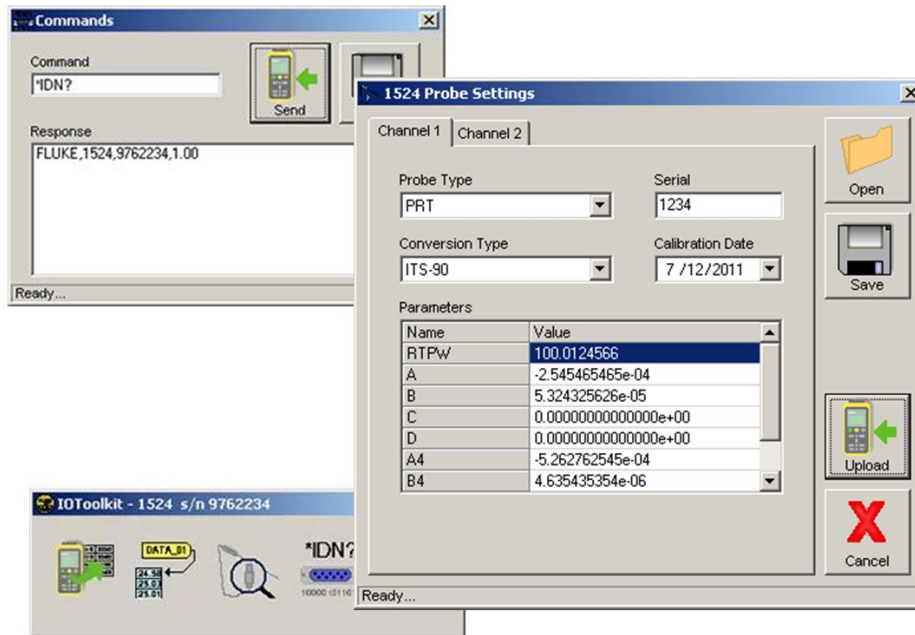 Commands
Command
*IDN?
Send
Response
FLUKE,1524,9762234,1.00
Ready...
1524 Probe Settings
Channel 1
Channel 2
Probe Type
Serial
PRT
1234
Conversion Type
Calibration Date
ITS-90
7 /12/2011
Parameters
Name Value
RTPW 100.0124566
A -2.545465465e-04
B 5.324325626e-05
C 0.00000000000000e+00
D 0.00000000000000e+00
A4 -5.262762545e-04
B4 4.635435354e-06
Open
Save
Upload
Cancel
Ready...
IOToolkit - 1524 s/n 9762234
DATA_01
24.98
25.03
25.01
*IDN?